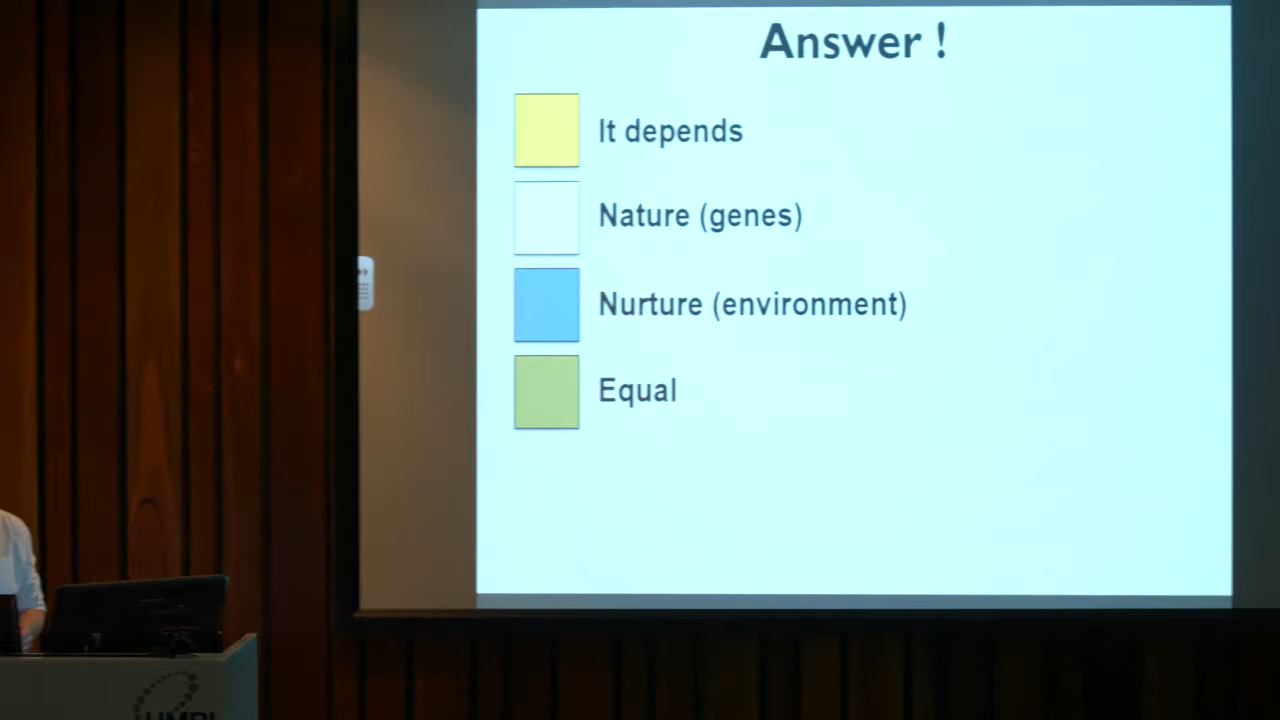 Answer !
It depends
Nature (genes)
Nurture (environment)
Equal